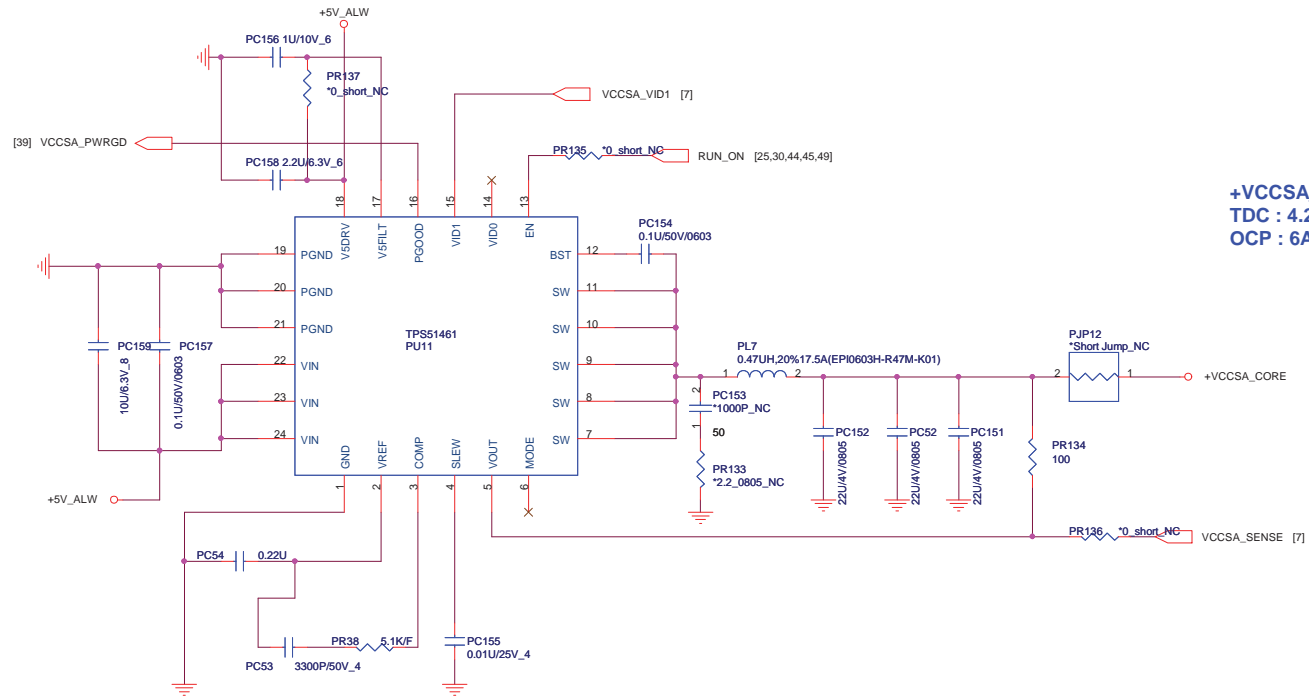 +5V_ALW
PC156 1U/10V_6
PR137
*0_short_NC
VCCSA_VID1 [7]
[39] VCCSA_PWRGD
PC158 2.2U/6.3V_6
PR135 *0_short_NC
RUN_ON [25,30,44,45,49]
+VCCSA
TDC : 4.2
OCP : 6A
18
17
16
15
14
13
V5DRV
V5FILT
PGOOD
VID1
VID0
EN
PC154
0.1U/50V/0603
19 PGND
BST 12
20 PGND
SW 11
21 PGND
SW 10
TPS51461
PU11
22 VIN
SW 9
23 VIN
SW 8
24 VIN
SW 7
PC159
10U/6.3V_8
PC157
0.1U/50V/0603
PL7
0.47UH,20%17.5A(EPI0603H-R47M-K01)
1
2
PJP12
*Short Jump_NC
2
1
+VCCSA_CORE
2
PC153
*1000P_NC
1
50
PR133
*2.2_0805_NC
PC152
22U/4V/0805
PC52
22U/4V/0805
PC151
22U/4V/0805
PR134
100
GND
VREF
COMP
SLEW
VOUT
MODE
1
2
3
4
5
6
+5V_ALW
PR136 *0_short_NC
VCCSA_SENSE [7]
PC54 0.22U
PR38 5.1K/F
PC53 3300P/50V_4
PC155
0.01U/25V_4